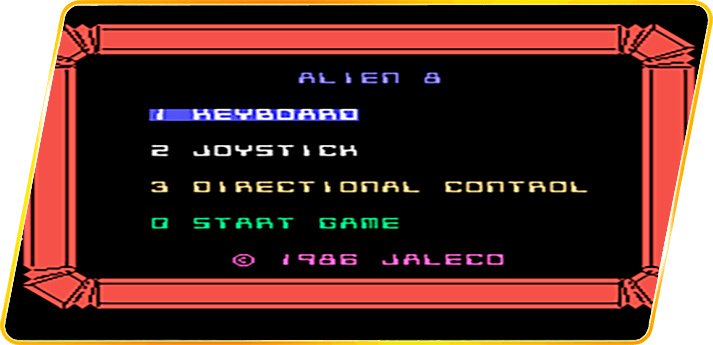 ALIEN 8
1 KEYBOARD
2 JOYSTICK
3 DIRECTIONAL CONTROL
0 START GAME
© 1986 JALECO